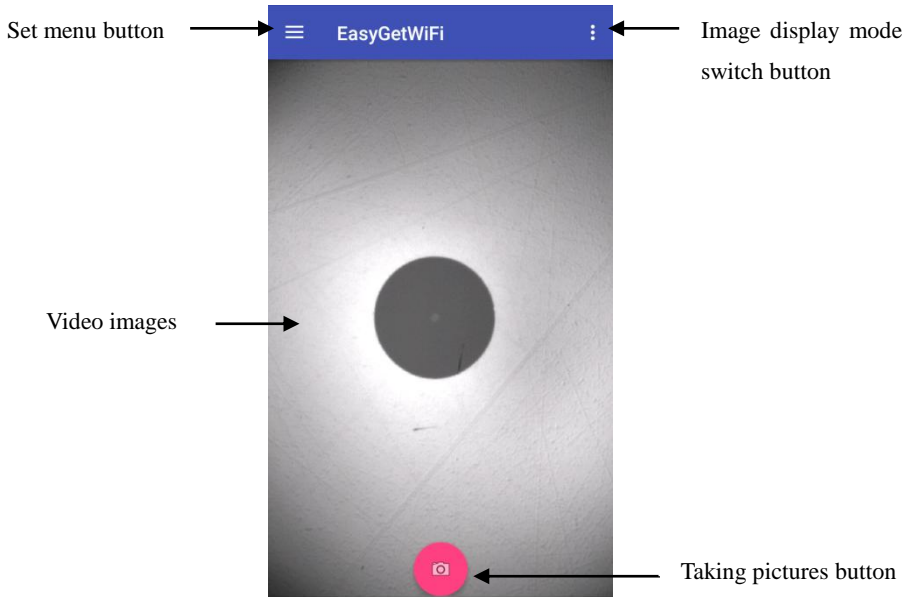 Set menu button
EasyGetWiFi
Image display mode
switch button
Video images
Taking pictures button